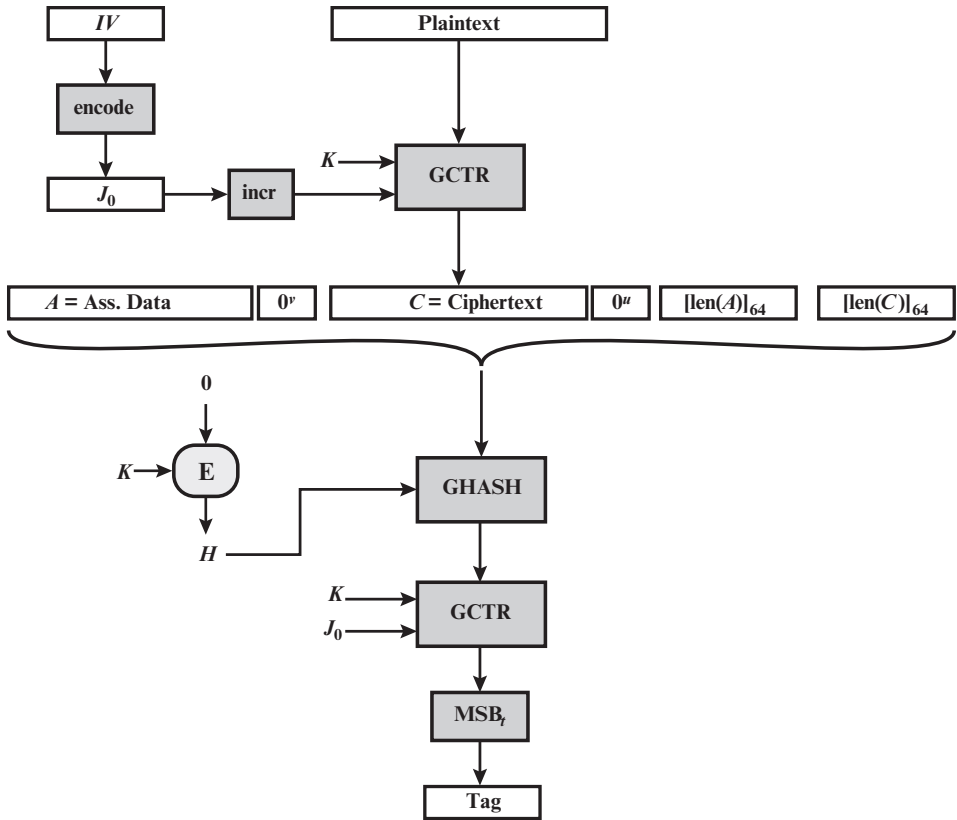 IV
Plaintext
encode
K
GCTR
J₀
incr
A = Ass. Data
0ᵛ
C = Ciphertext
0ᵘ
[len(A)]₆₄
[len(C)]₆₄
0
K
E
GHASH
H
K
GCTR
J₀
MSBₜ
Tag